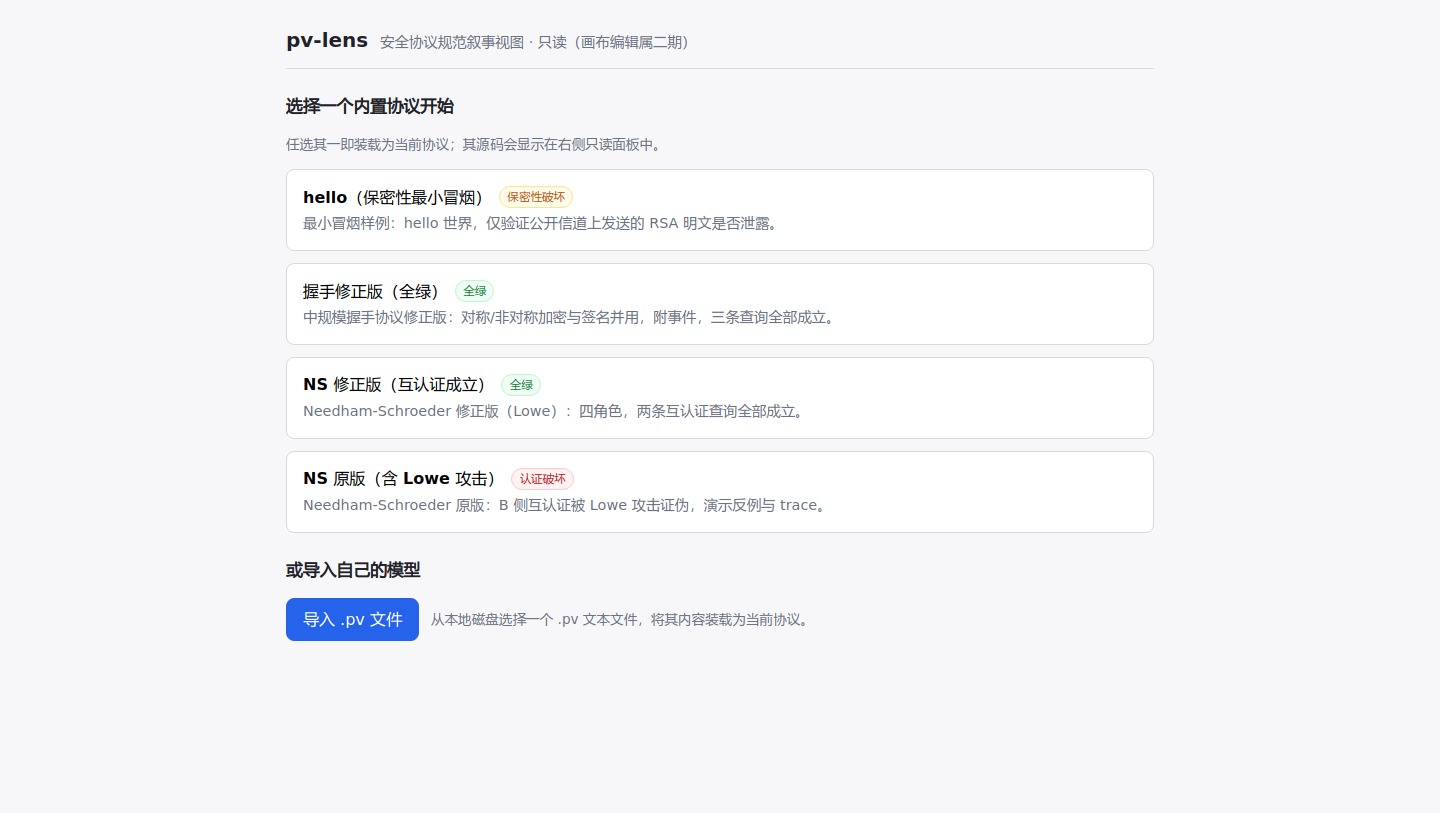 pv-lens 安全协议规范叙事视图 · 只读（画布编辑属二期）
选择一个内置协议开始
任选其一即装载为当前协议；其源码会显示在右侧只读面板中。
hello（保密性最小冒烟） 保密性破坏
最小冒烟样例：hello 世界，仅验证公开信道上发送的 RSA 明文是否泄露。
握手修正版（全绿） 全绿
中规模握手协议修正版：对称/非对称加密与签名并用，附事件，三条查询全部成立。
NS 修正版（互认证成立） 全绿
Needham-Schroeder 修正版（Lowe）：四角色，两条互认证查询全部成立。
NS 原版（含 Lowe 攻击） 认证破坏
Needham-Schroeder 原版：B 侧互认证被 Lowe 攻击证伪，演示反例与 trace。
或导入自己的模型
导入 .pv 文件 从本地磁盘选择一个 .pv 文本文件，将其内容装载为当前协议。